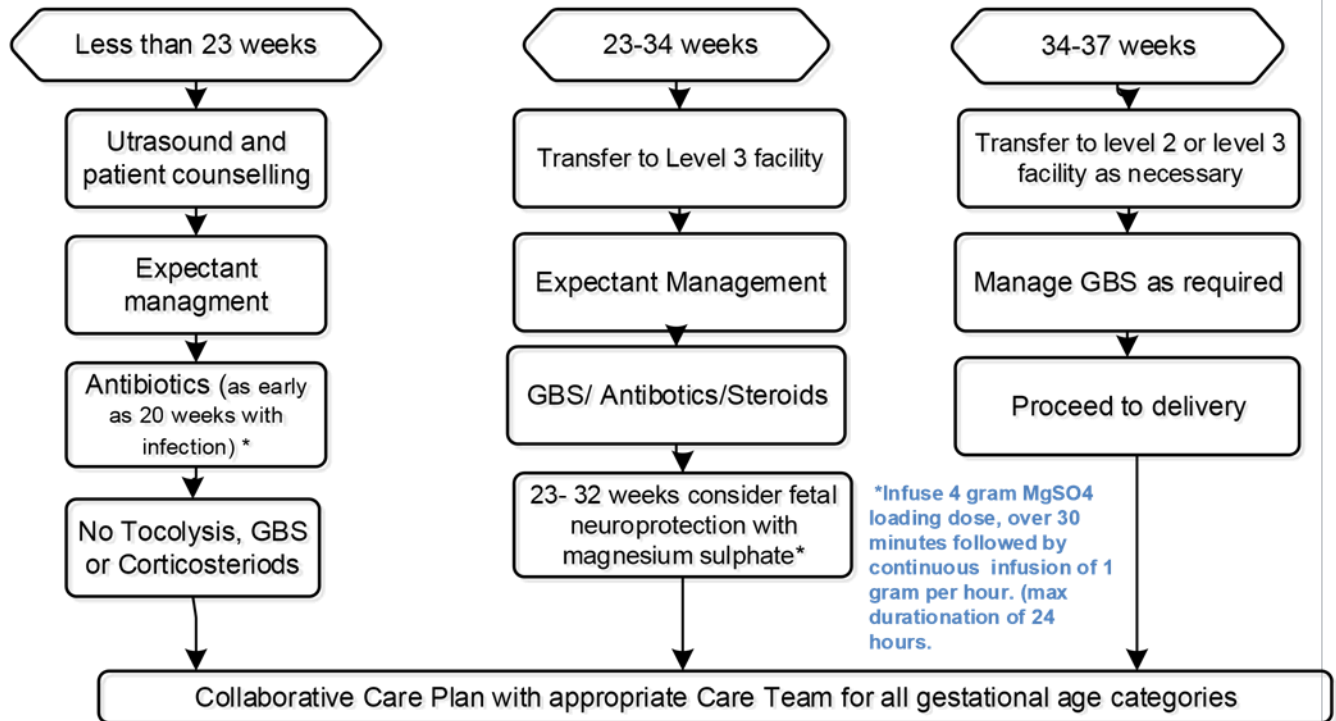 Less than 23 weeks
Utrasound and
patient counselling
Expectant
managment
Antibiotics (as early
as 20 weeks with
infection) *
No Tocolysis, GBS
or Corticosteriods
23-34 weeks
Transfer to Level 3 facility
Expectant Management
GBS/ Antibotics/Steroids
23- 32 weeks consider fetal
neuroprotection with
magnesium sulphate*
*Infuse 4 gram MgSO4
loading dose, over 30
minutes followed by
continuous infusion of 1
gram per hour. (max
durationation of 24
hours.
34-37 weeks
Transfer to level 2 or level 3
facility as necessary
Manage GBS as required
Proceed to delivery
Collaborative Care Plan with appropriate Care Team for all gestational age categories